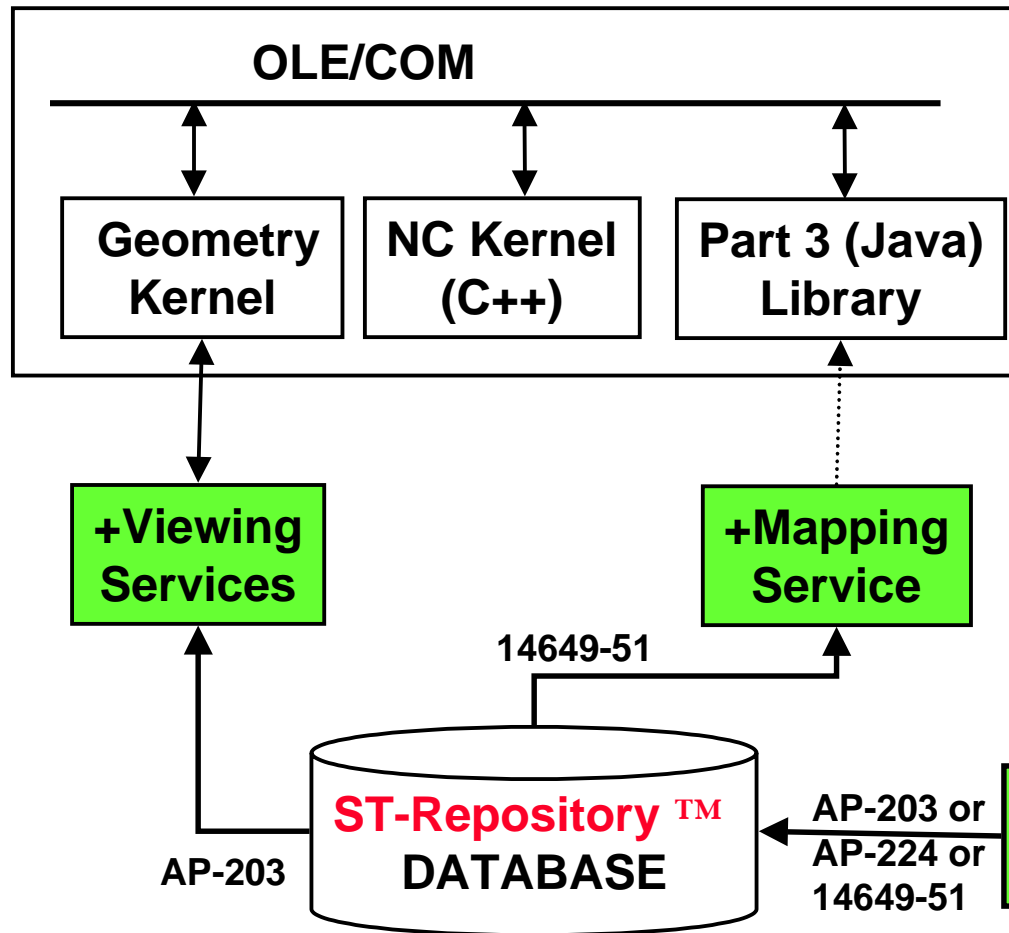 OLE/COM
Geometry
Kernel
NC Kernel
(C++)
Part 3 (Java)
Library
+Viewing
Services
+Mapping
Service
14649-51
ST-Repository ™
DATABASE
AP-203
AP-203 or
AP-224 or
14649-51